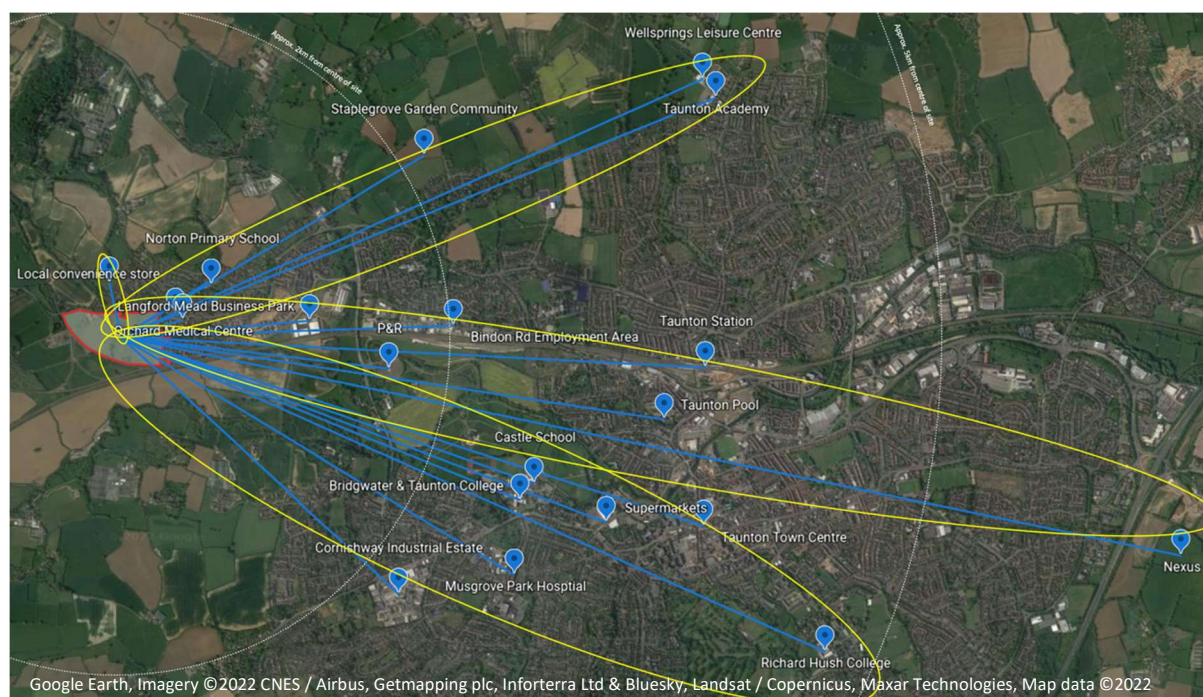 Wellsprings Leisure Centre
Approx. 2km from centre of site
Approx. 5km from centre of site
Staplegrove Garden Community
Taunton Academy
Norton Primary School
Local convenience store
Langford Mead Business Park
Orchard Medical Centre
P&R
Bindon Rd Employment Area
Taunton Station
Taunton Pool
Castle School
Bridgwater & Taunton College
Supermarkets
Taunton Town Centre
Cornishway Industrial Estate
Musgrove Park Hosptial
Nexus
Richard Huish College
Google Earth, Imagery ©2022 CNES / Airbus, Getmapping plc, Inforterra Ltd & Bluesky, Landsat / Copernicus, Maxar Technologies, Map data ©2022